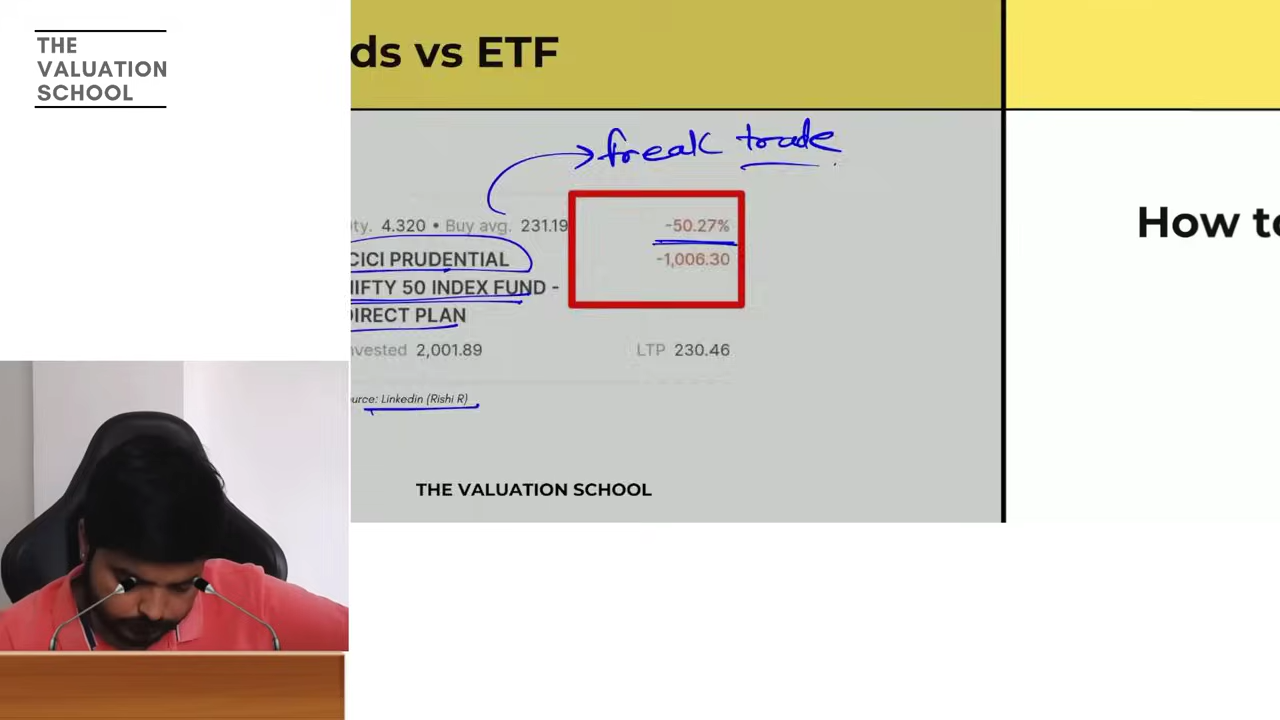 THE
VALUATION
SCHOOL
ds vs ETF
freak trade
ty. 4.320 • Buy avg. 231.19
-50.27%
CICI PRUDENTIAL
-1,006.30
IFTY 50 INDEX FUND -
DIRECT PLAN
nvested 2,001.89
LTP 230.46
urce: Linkedin (Rishi R)
THE VALUATION SCHOOL
How to